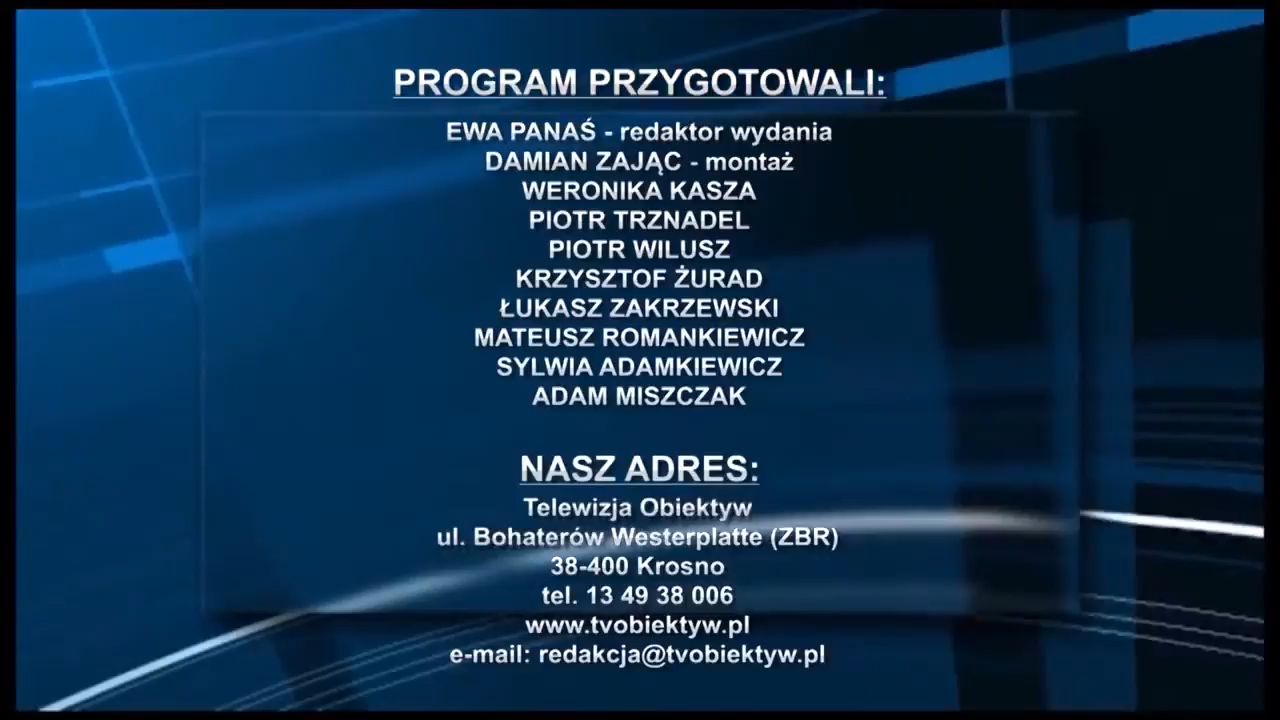 PROGRAM PRZYGOTOWALI:
EWA PANAŚ - redaktor wydania
DAMIAN ZAJĄC - montaż
WERONIKA KASZA
PIOTR TRZNADEL
PIOTR WILUSZ
KRZYSZTOF ŻURAD
ŁUKASZ ZAKRZEWSKI
MATEUSZ ROMANKIEWICZ
SYLWIA ADAMKIEWICZ
ADAM MISZCZAK
NASZ ADRES:
Telewizja Obiektyw
ul. Bohaterów Westerplatte (ZBR)
38-400 Krosno
tel. 13 49 38 006
www.tvobiektyw.pl
e-mail: redakcja@tvobiektyw.pl